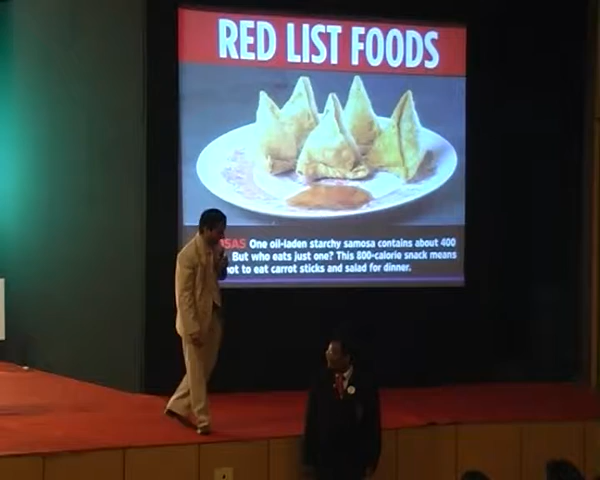 RED LIST FOODS
SAS One oil-laden starchy samosa contains about 400
But who eats just one? This 800-calorie snack means
to eat carrot sticks and salad for dinner.